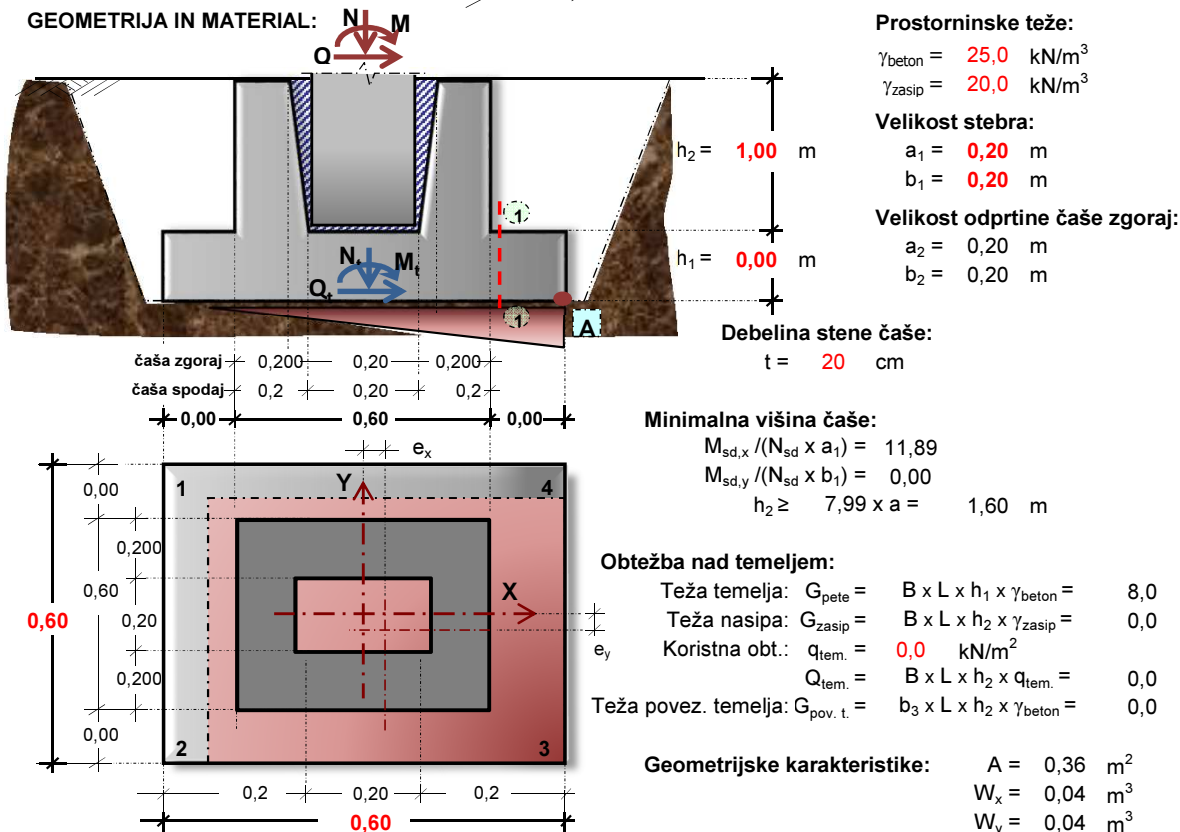 GEOMETRIJA IN MATERIAL:
N
M
Q
h2 = 1,00 m
h1 = 0,00 m
1
Nt
Mt
Qt
1
A
čaša zgoraj 0,200 0,20 0,200
čaša spodaj 0,2 0,20 0,2
0,00 0,60 0,00
ex
Prostorninske teže:
γbeton = 25,0 kN/m³
γzasip = 20,0 kN/m³
Velikost stebra:
a1 = 0,20 m
b1 = 0,20 m
Velikost odprtine čaše zgoraj:
a2 = 0,20 m
b2 = 0,20 m
Debelina stene čaše:
t = 20 cm
Minimalna višina čaše:
Msd,x /(Nsd x a1) = 11,89
Msd,y /(Nsd x b1) = 0,00
h2 ≥ 7,99 x a = 1,60 m
Obtežba nad temeljem:
Teža temelja: Gpete = B x L x h1 x γbeton = 8,0
Teža nasipa: Gzasip = B x L x h2 x γzasip = 0,0
Koristna obt.: qtem. = 0,0 kN/m²
Qtem. = B x L x h2 x qtem. = 0,0
Teža povez. temelja: Gpov. t. = b3 x L x h2 x γbeton = 0,0
Geometrijske karakteristike: A = 0,36 m²
Wx = 0,04 m³
Wy = 0,04 m³
1
Y
4
0,00
0,200
0,60
X
0,60
0,20
ey
0,200
0,00
2
3
0,2 0,20 0,2
0,60